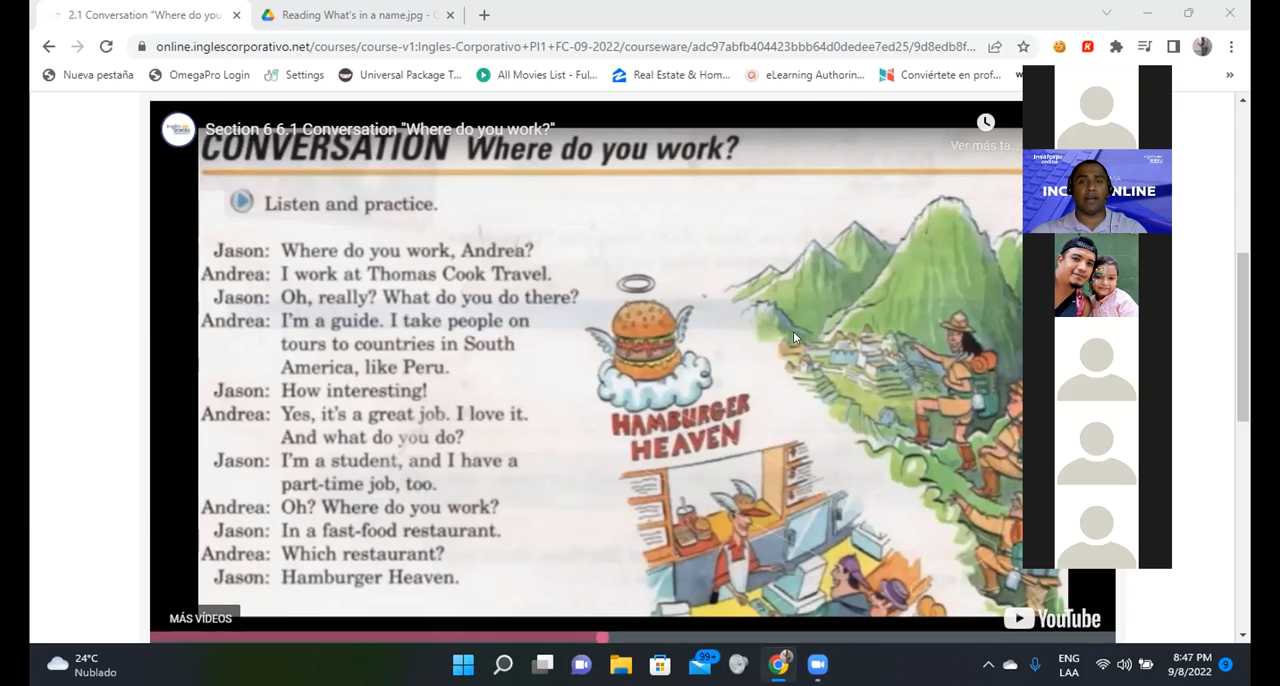 2.1 Conversation "Where do you
Reading What's in a name.jpg -
online.inglescorporativo.net/courses/course-v1:Ingles-Corporativo+PI1+FC-09-2022/courseware/adc97abfb404423bbb64d0dedee7ed25/9d8edb8f...
Nueva pestaña
OmegaPro Login
Settings
Universal Package T...
All Movies List - Ful...
Real Estate & Hom...
eLearning Authorin...
Conviértete en prof...
Section 6 6.1 Conversation "Where do you work?"
Ver más ta...
CONVERSATION Where do you work?
Listen and practice.
Jason: Where do you work, Andrea?
Andrea: I work at Thomas Cook Travel.
Jason: Oh, really? What do you do there?
Andrea: I'm a guide. I take people on
tours to countries in South
America, like Peru.
Jason: How interesting!
Andrea: Yes, it's a great job. I love it.
And what do you do?
Jason: I'm a student, and I have a
part-time job, too.
Andrea: Oh? Where do you work?
Jason: In a fast-food restaurant.
Andrea: Which restaurant?
Jason: Hamburger Heaven.
HAMBURGER
HEAVEN
MÁS VÍDEOS
YouTube
24°C
Nublado
99+
ENG
LAA
8:47 PM
9/8/2022
9